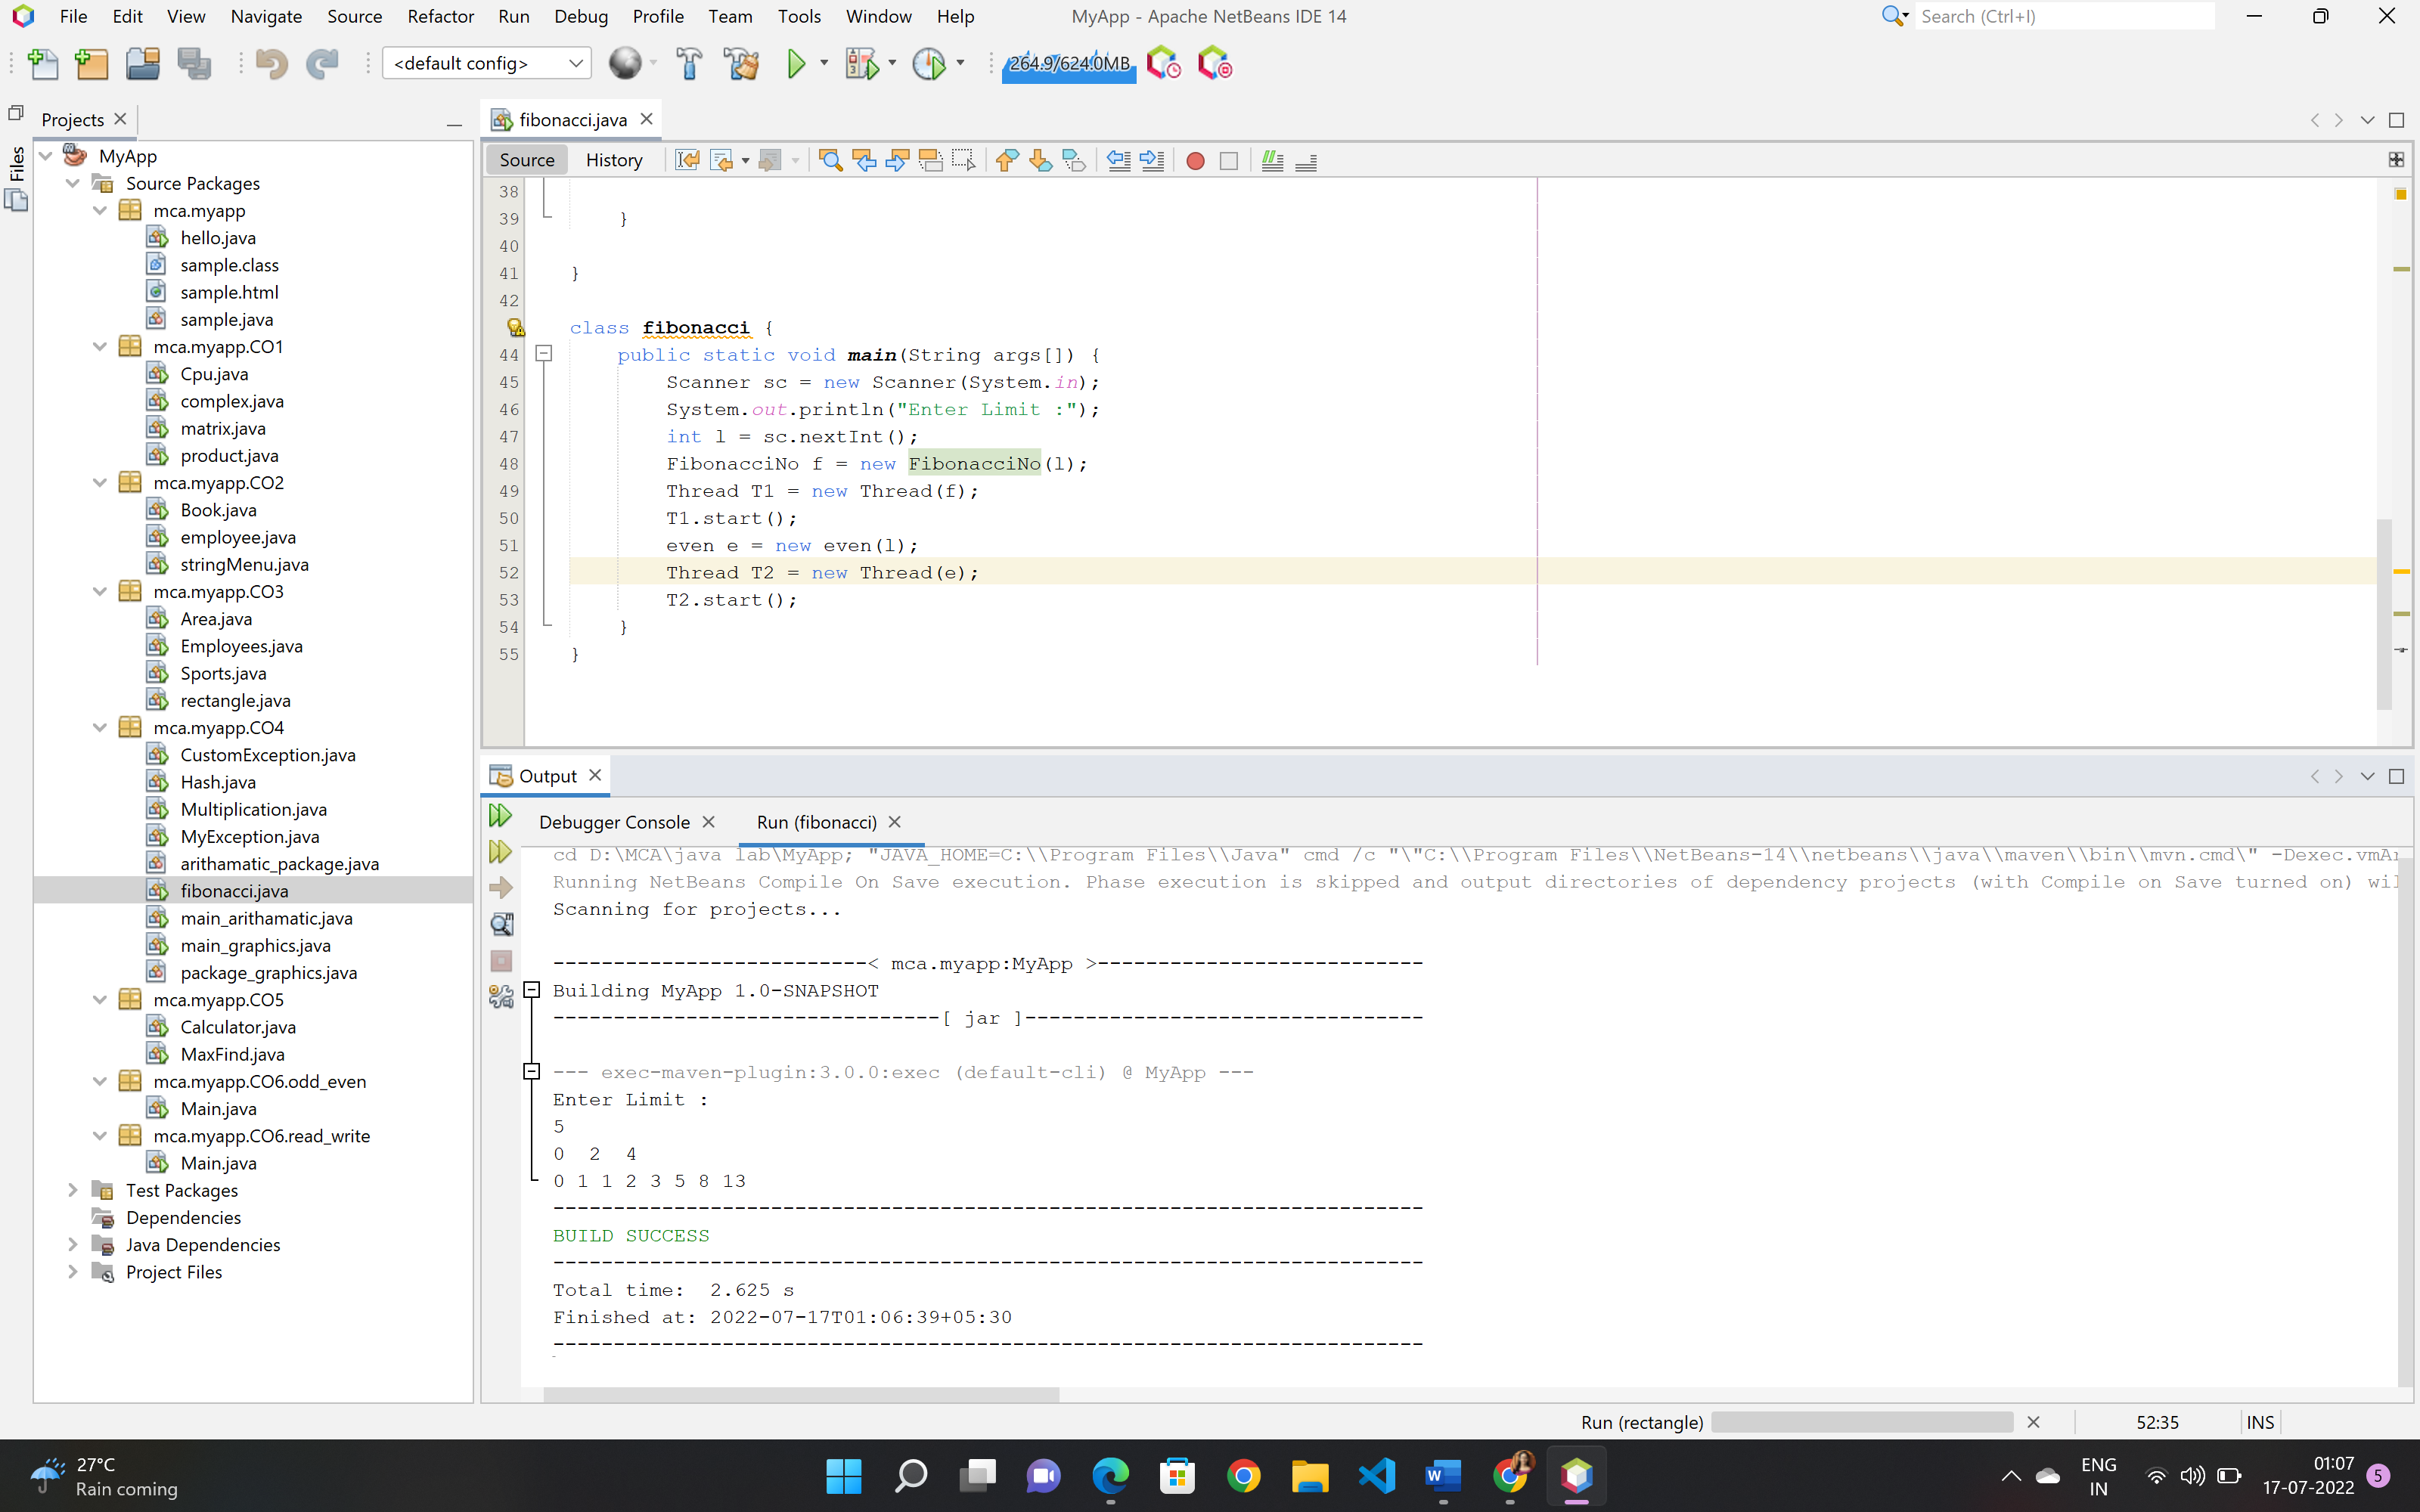 File Edit View Navigate Source Refactor Run Debug Profile Team Tools Window Help MyApp - Apache NetBeans IDE 14 Search (Ctrl+I)
<default config> 264.9/624.0MB
Files
Projects
MyApp
Source Packages
mca.myapp
hello.java
sample.class
sample.html
sample.java
mca.myapp.CO1
Cpu.java
complex.java
matrix.java
product.java
mca.myapp.CO2
Book.java
employee.java
stringMenu.java
mca.myapp.CO3
Area.java
Employees.java
Sports.java
rectangle.java
mca.myapp.CO4
CustomException.java
Hash.java
Multiplication.java
MyException.java
arithamatic_package.java
fibonacci.java
main_arithamatic.java
main_graphics.java
package_graphics.java
mca.myapp.CO5
Calculator.java
MaxFind.java
mca.myapp.CO6.odd_even
Main.java
mca.myapp.CO6.read_write
Main.java
Test Packages
Dependencies
Java Dependencies
Project Files
fibonacci.java
Source History
38
39 }
40
41 }
42
class fibonacci {
44 public static void main(String args[]) {
45 Scanner sc = new Scanner(System.in);
46 System.out.println("Enter Limit :");
47 int l = sc.nextInt();
48 FibonacciNo f = new FibonacciNo(l);
49 Thread T1 = new Thread(f);
50 T1.start();
51 even e = new even(l);
52 Thread T2 = new Thread(e);
53 T2.start();
54 }
55 }
Output
Debugger Console Run (fibonacci)
cd D:\MCA\java lab\MyApp; "JAVA_HOME=C:\\Program Files\\Java" cmd /c "\"C:\\Program Files\\NetBeans-14\\netbeans\\java\\maven\\bin\\mvn.cmd\" -Dexec.vmAr
Running NetBeans Compile On Save execution. Phase execution is skipped and output directories of dependency projects (with Compile on Save turned on) wil
Scanning for projects...
--------------------------< mca.myapp:MyApp >---------------------------
Building MyApp 1.0-SNAPSHOT
--------------------------------[ jar ]---------------------------------
--- exec-maven-plugin:3.0.0:exec (default-cli) @ MyApp ---
Enter Limit :
5
0 2 4
0 1 1 2 3 5 8 13
------------------------------------------------------------------------
BUILD SUCCESS
------------------------------------------------------------------------
Total time: 2.625 s
Finished at: 2022-07-17T01:06:39+05:30
------------------------------------------------------------------------
Run (rectangle) 52:35 INS
27°C
Rain coming
ENG
IN
01:07
17-07-2022
5